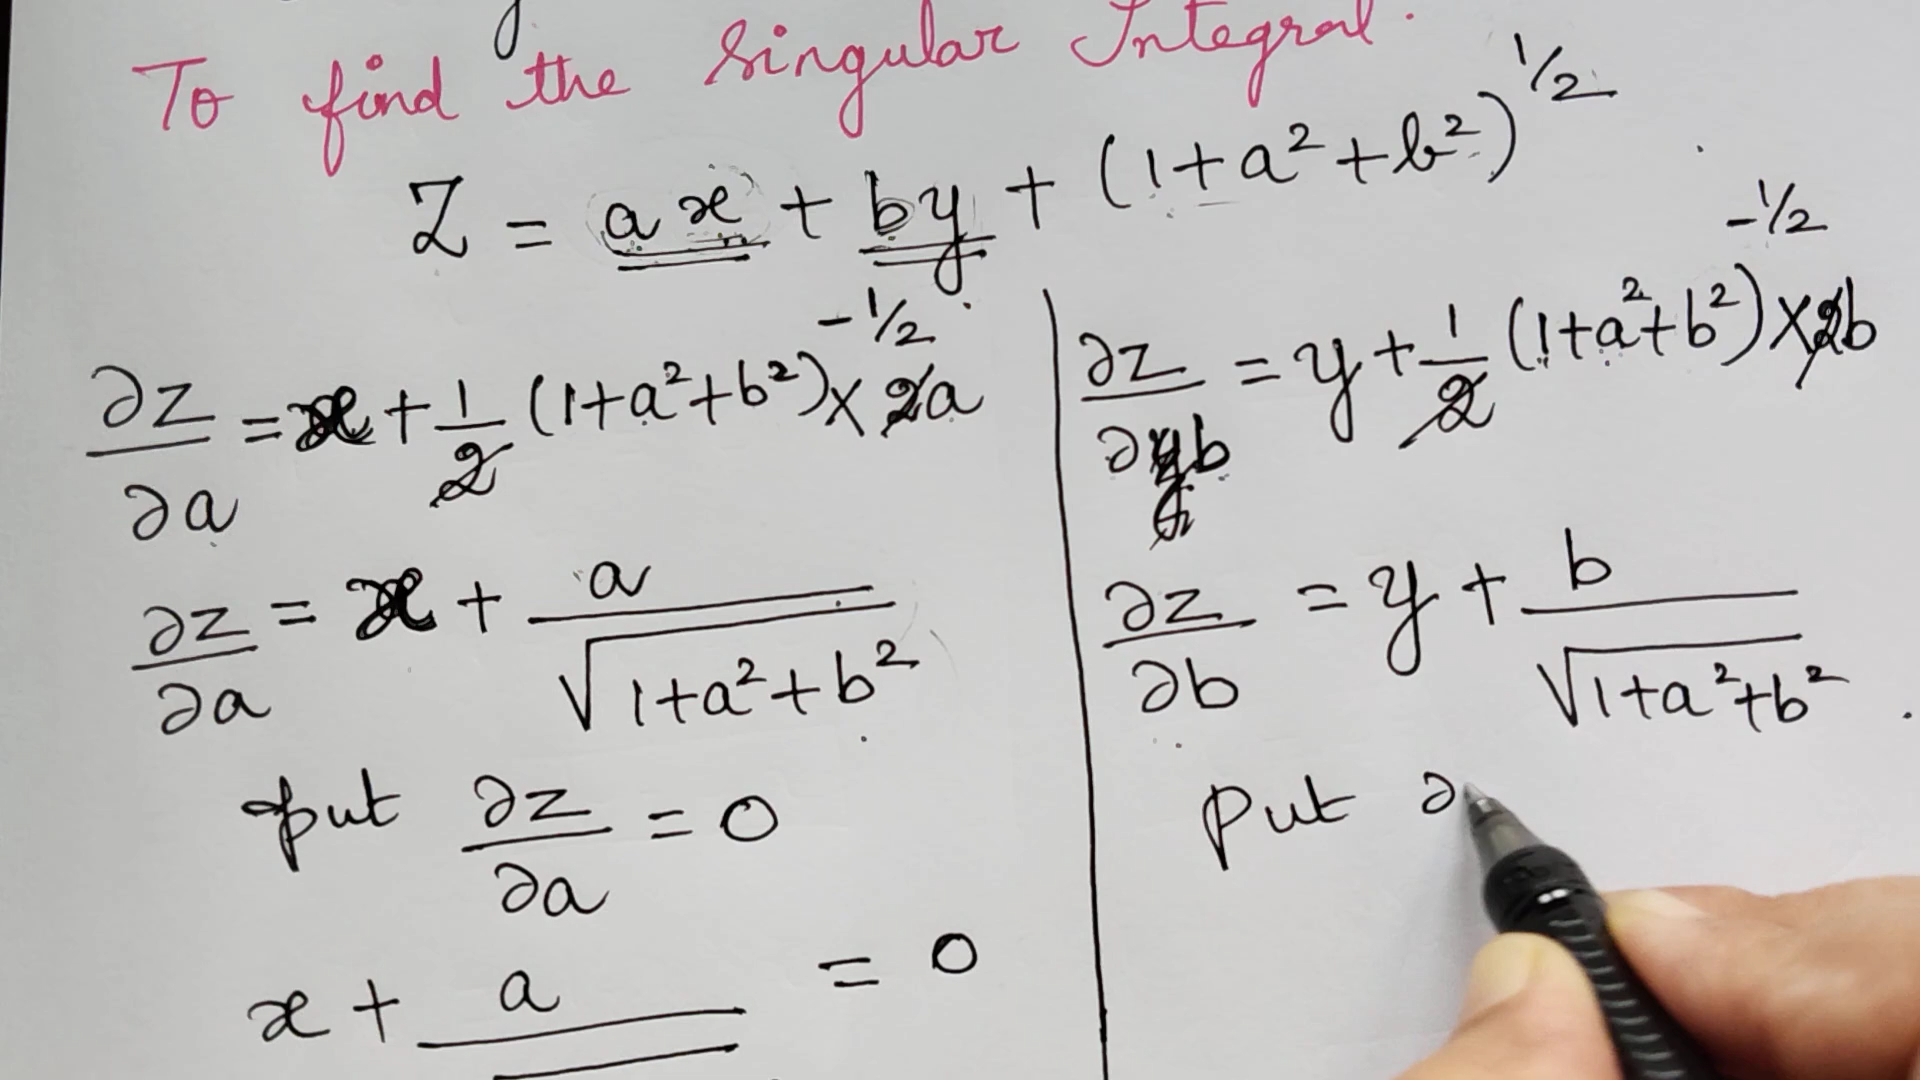 To find the Singular Integral.
Z = ax + by + (1+a²+b²)^1/2
∂z/∂a = x + 1/2 (1+a²+b²)^-1/2 × 2a
∂z/∂a = x + a/√(1+a²+b²)
put ∂z/∂a = 0
x + a = 0
∂z/∂b = y + 1/2 (1+a²+b²)^-1/2 × 2b
∂z/∂b = y + b/√(1+a²+b²)
Put ∂